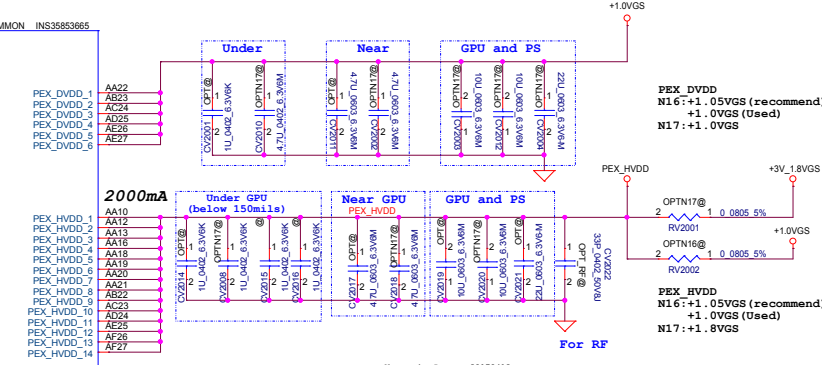 +1.0VGS
MMON INS35853665
Under
Near
GPU and PS
PEX_DVDD_1 AA22
PEX_DVDD_2 AB23
PEX_DVDD_3 AC24
PEX_DVDD_4 AD25
PEX_DVDD_5 AE26
PEX_DVDD_6 AE27
OPT@
CV2001
1U_0402_6.3V6K
OPTN17@
CV2010
4.7U_0402_6.3V6M
OPT@
CV2011
4.7U_0603_6.3V6M
OPTN17@
CV2002
4.7U_0603_6.3V6M
OPTN17@
CV2003
10U_0603_6.3V6M
OPTN17@
CV2012
10U_0603_6.3V6M
OPT@
CV2004
22U_0603_6.3V6-M
PEX_DVDD
N16:+1.05VGS(recommend)
+1.0VGS(Used)
N17:+1.0VGS
2000mA
Under GPU
(below 150mils)
Near GPU
PEX_HVDD
GPU and PS
PEX_HVDD_1 AA10
PEX_HVDD_2 AA12
PEX_HVDD_3 AA13
PEX_HVDD_4 AA16
PEX_HVDD_5 AA18
PEX_HVDD_6 AA19
PEX_HVDD_7 AA20
PEX_HVDD_8 AA21
PEX_HVDD_9 AB22
PEX_HVDD_10 AC23
PEX_HVDD_11 AD24
PEX_HVDD_12 AE25
PEX_HVDD_13 AF26
PEX_HVDD_14 AF27
OPT@
CV2014
1U_0402_6.3V6K
OPTN17@
CV2008
1U_0402_6.3V6K
@
CV2015
1U_0402_6.3V6K
@
CV2016
1U_0402_6.3V6K
OPT@
CV2017
4.7U_0603_6.3V6M
OPTN17@
CV2018
4.7U_0603_6.3V6M
OPT@
CV2019
10U_0603_6.3V6M
OPTN17@
CV2020
10U_0603_6.3V6M
OPT@
CV2021
22U_0603_6.3V6-M
CV2022
33P_0402_50V8J
OPT_RF@
For RF
PEX_HVDD
+3V_1.8VGS
OPTN17@
2 1 0_0805_5%
RV2001
+1.0VGS
OPTN16@
2 1 0_0805_5%
RV2002
PEX_HVDD
N16:+1.05VGS(recommend)
+1.0VGS(Used)
N17:+1.8VGS